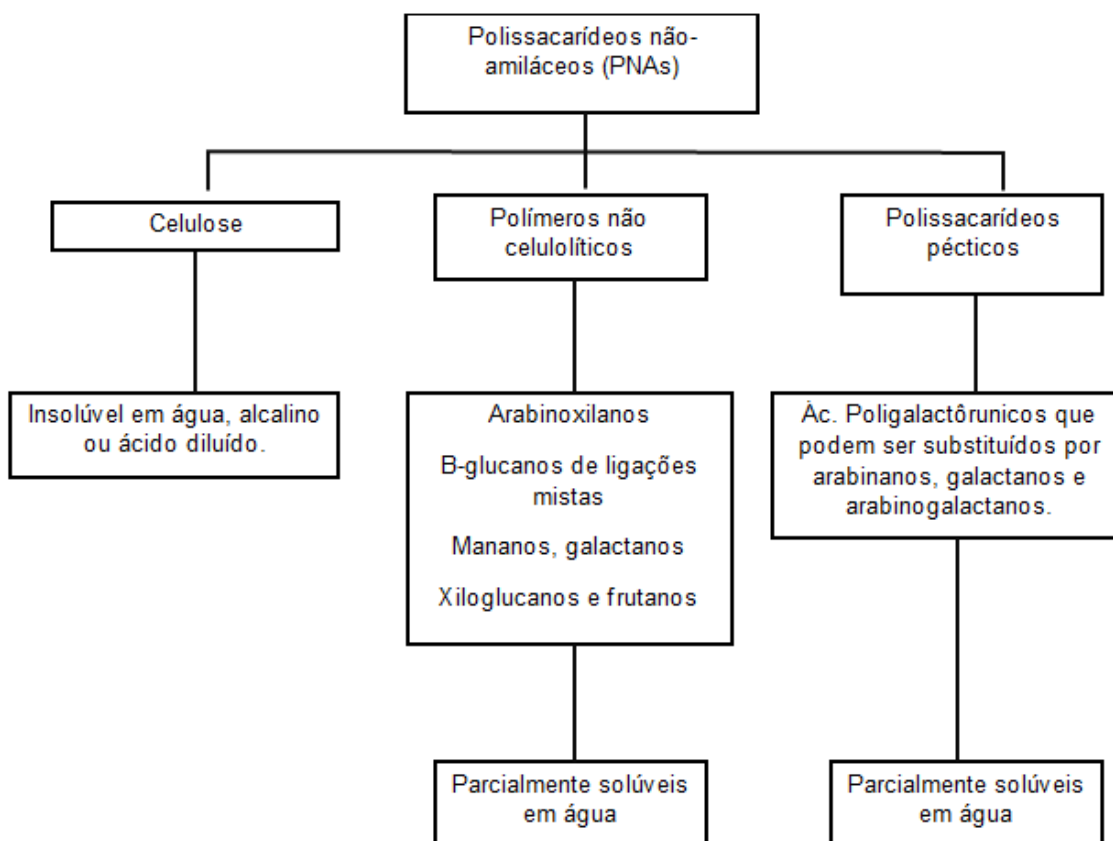 Polissacarídeos não-
amiláceos (PNAs)
Celulose
Polímeros não
celulolíticos
Polissacarídeos
pécticos
Insolúvel em água, alcalino
ou ácido diluído.
Arabinoxilanos
B-glucanos de ligações
mistas
Mananos, galactanos
Xiloglucanos e frutanos
Ác. Poligalactôrunicos que
podem ser substituídos por
arabinanos, galactanos e
arabinogalactanos.
Parcialmente solúveis
em água
Parcialmente solúveis
em água